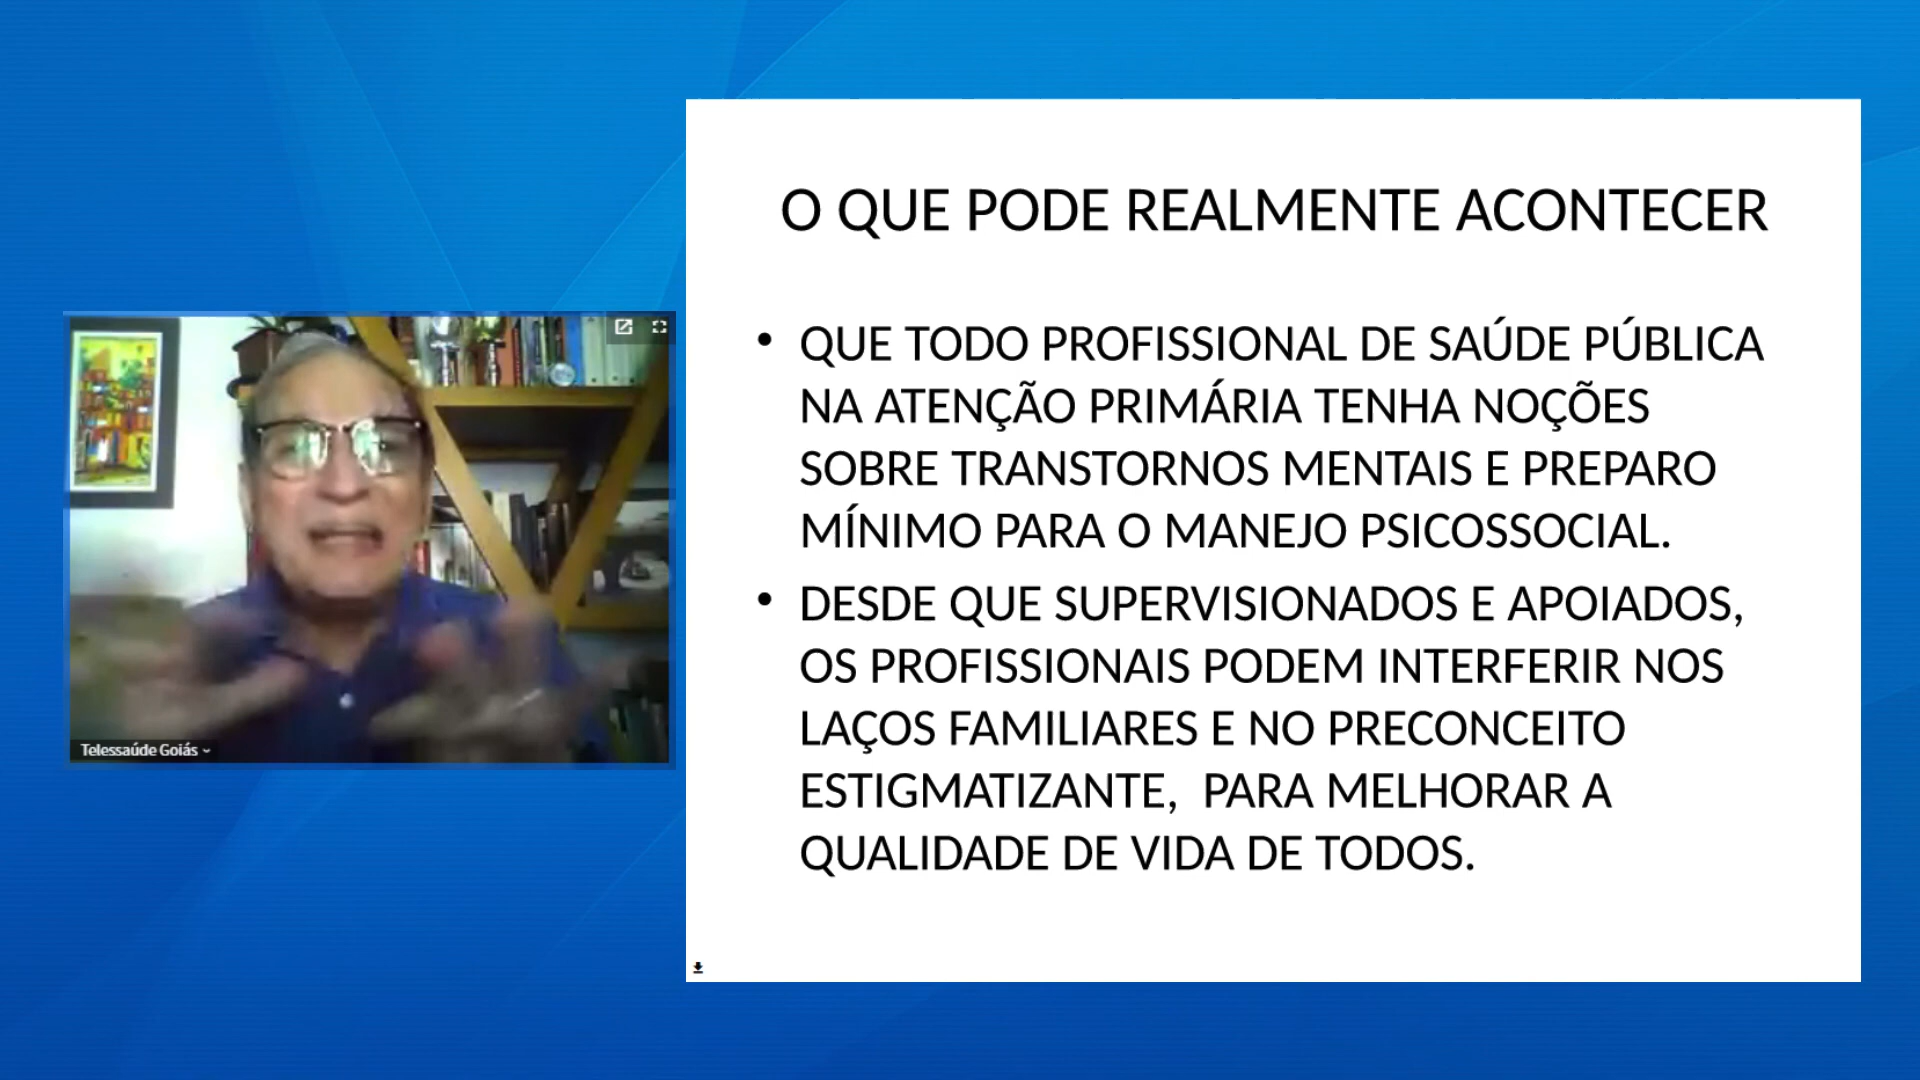 O QUE PODE REALMENTE ACONTECER
• QUE TODO PROFISSIONAL DE SAÚDE PÚBLICA
NA ATENÇÃO PRIMÁRIA TENHA NOÇÕES
SOBRE TRANSTORNOS MENTAIS E PREPARO
MÍNIMO PARA O MANEJO PSICOSSOCIAL.
• DESDE QUE SUPERVISIONADOS E APOIADOS,
OS PROFISSIONAIS PODEM INTERFERIR NOS
LAÇOS FAMILIARES E NO PRECONCEITO
ESTIGMATIZANTE,  PARA MELHORAR A
QUALIDADE DE VIDA DE TODOS.
Telessaúde Goiás